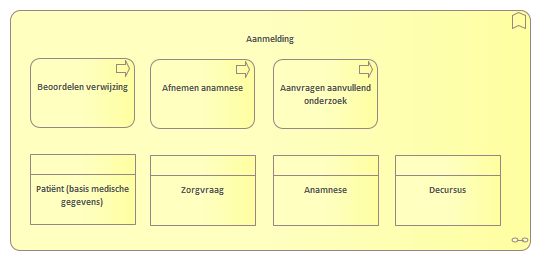 Aanmelding
Beoordelen verwijzing
Afnemen anamnese
Aanvragen aanvullend
onderzoek
Patiënt (basis medische
gegevens)
Zorgvraag
Anamnese
Decursus